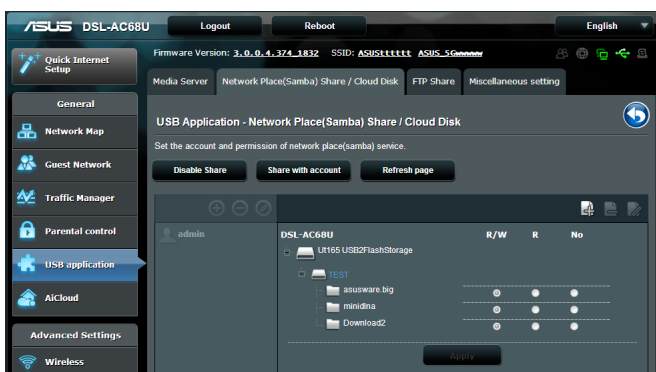 ASUS DSL-AC68U Logout Reboot English
Quick Internet Setup
Firmware Version: 3.0.0.4.374_1832 SSID: ASUStttttt ASUS_5Gnnnnr
Media Server Network Place(Samba) Share / Cloud Disk FTP Share Miscellaneous setting
General
Network Map
Guest Network
Traffic Manager
Parental control
USB application
AiCloud
Advanced Settings
Wireless
USB Application - Network Place(Samba) Share / Cloud Disk
Set the account and permission of network place(samba) service.
Disable Share Share with account Refresh page
admin
DSL-AC68U R/W R No
Ut165 USB2FlashStorage
TEST
asusware.big
minidlna
Download2
Apply